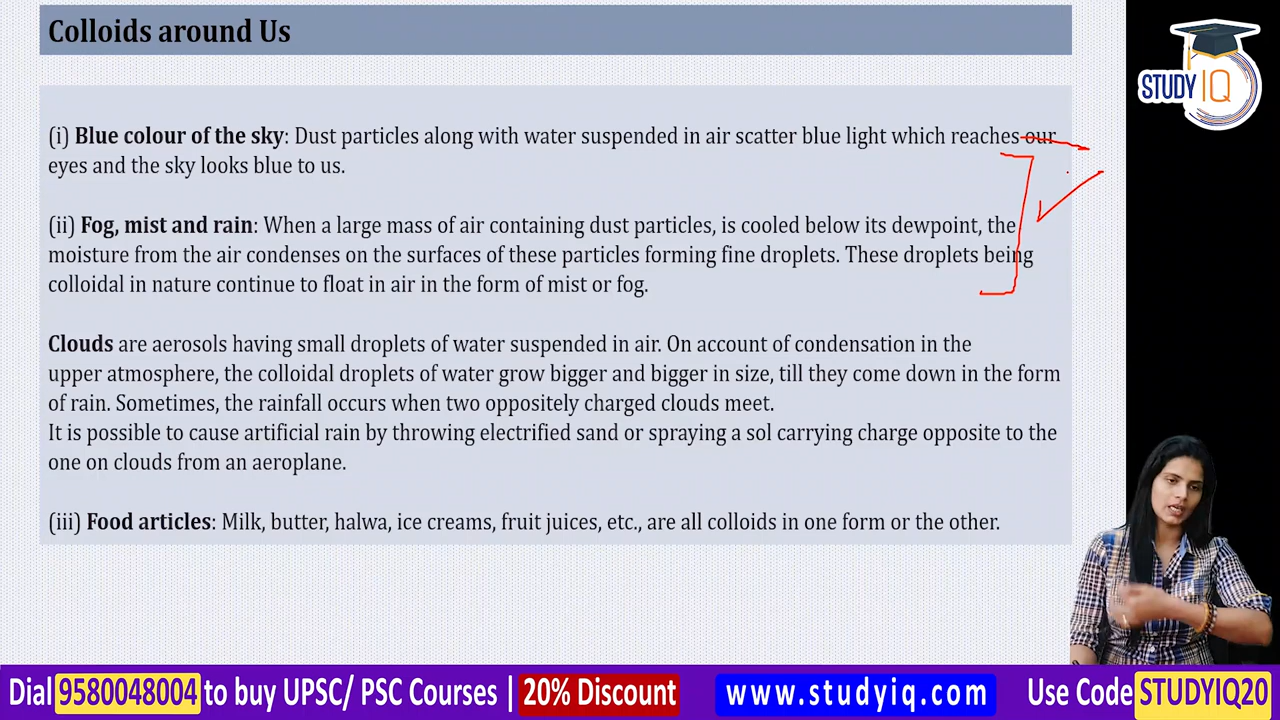 Colloids around Us
STUDY IQ
(i) Blue colour of the sky: Dust particles along with water suspended in air scatter blue light which reaches our
eyes and the sky looks blue to us.
(ii) Fog, mist and rain: When a large mass of air containing dust particles, is cooled below its dewpoint, the
moisture from the air condenses on the surfaces of these particles forming fine droplets. These droplets being
colloidal in nature continue to float in air in the form of mist or fog.
Clouds are aerosols having small droplets of water suspended in air. On account of condensation in the
upper atmosphere, the colloidal droplets of water grow bigger and bigger in size, till they come down in the form
of rain. Sometimes, the rainfall occurs when two oppositely charged clouds meet.
It is possible to cause artificial rain by throwing electrified sand or spraying a sol carrying charge opposite to the
one on clouds from an aeroplane.
(iii) Food articles: Milk, butter, halwa, ice creams, fruit juices, etc., are all colloids in one form or the other.
Dial 9580048004 to buy UPSC/ PSC Courses | 20% Discount www.studyiq.com Use Code STUDYIQ20